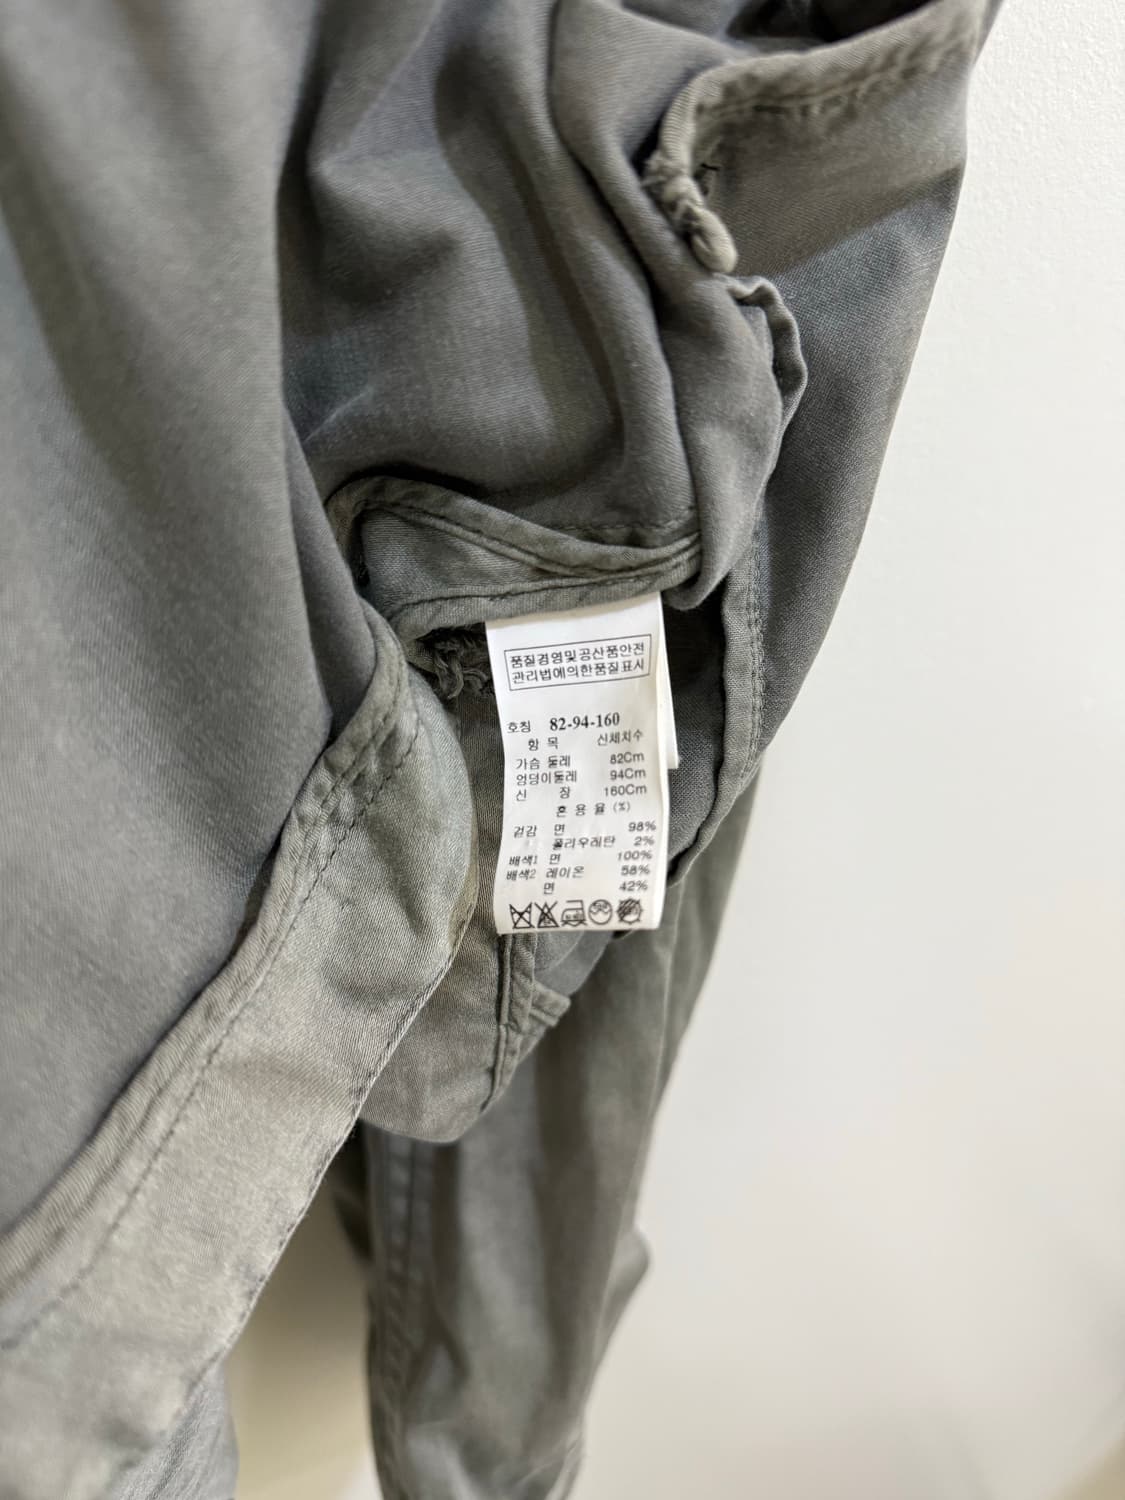 품질경영및공산품안전
관리법에의한품질표시
호칭 82-94-160
항 목 신체치수
가슴 둘레 82Cm
엉덩이둘레 94Cm
신 장 160Cm
혼 용 율 (%)
겉감 면 98%
폴리우레탄 2%
배색1 면 100%
배색2 레이온 58%
면 42%